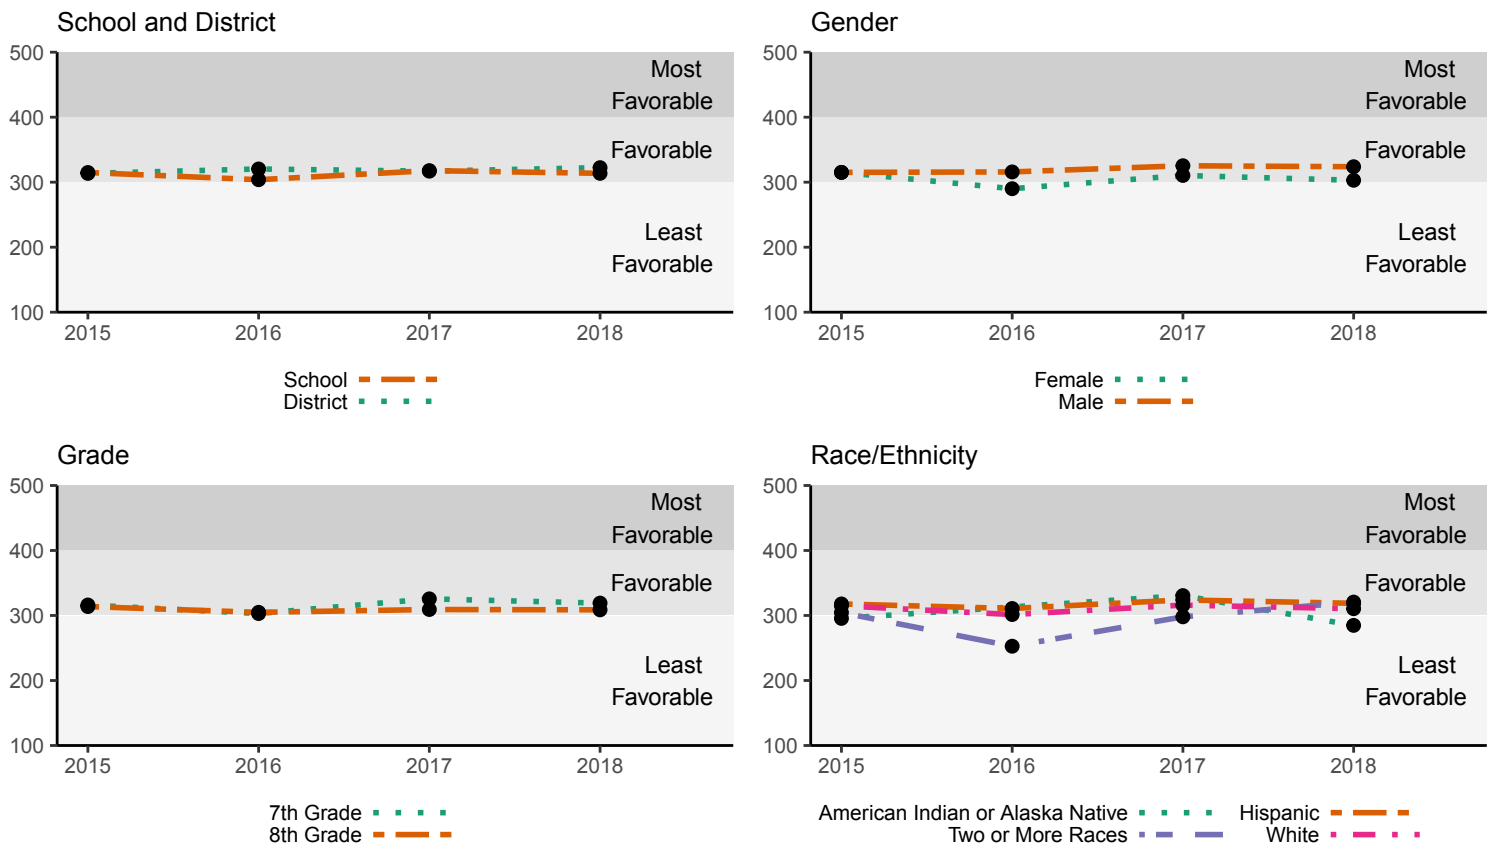 School and District
500
400
300
200
100
Most
Favorable
Favorable
Least
Favorable
2015 2016 2017 2018
School
District
Gender
500
400
300
200
100
Most
Favorable
Favorable
Least
Favorable
2015 2016 2017 2018
Female
Male
Grade
500
400
300
200
100
Most
Favorable
Favorable
Least
Favorable
2015 2016 2017 2018
7th Grade
8th Grade
Race/Ethnicity
500
400
300
200
100
Most
Favorable
Favorable
Least
Favorable
2015 2016 2017 2018
American Indian or Alaska Native Hispanic
Two or More Races White